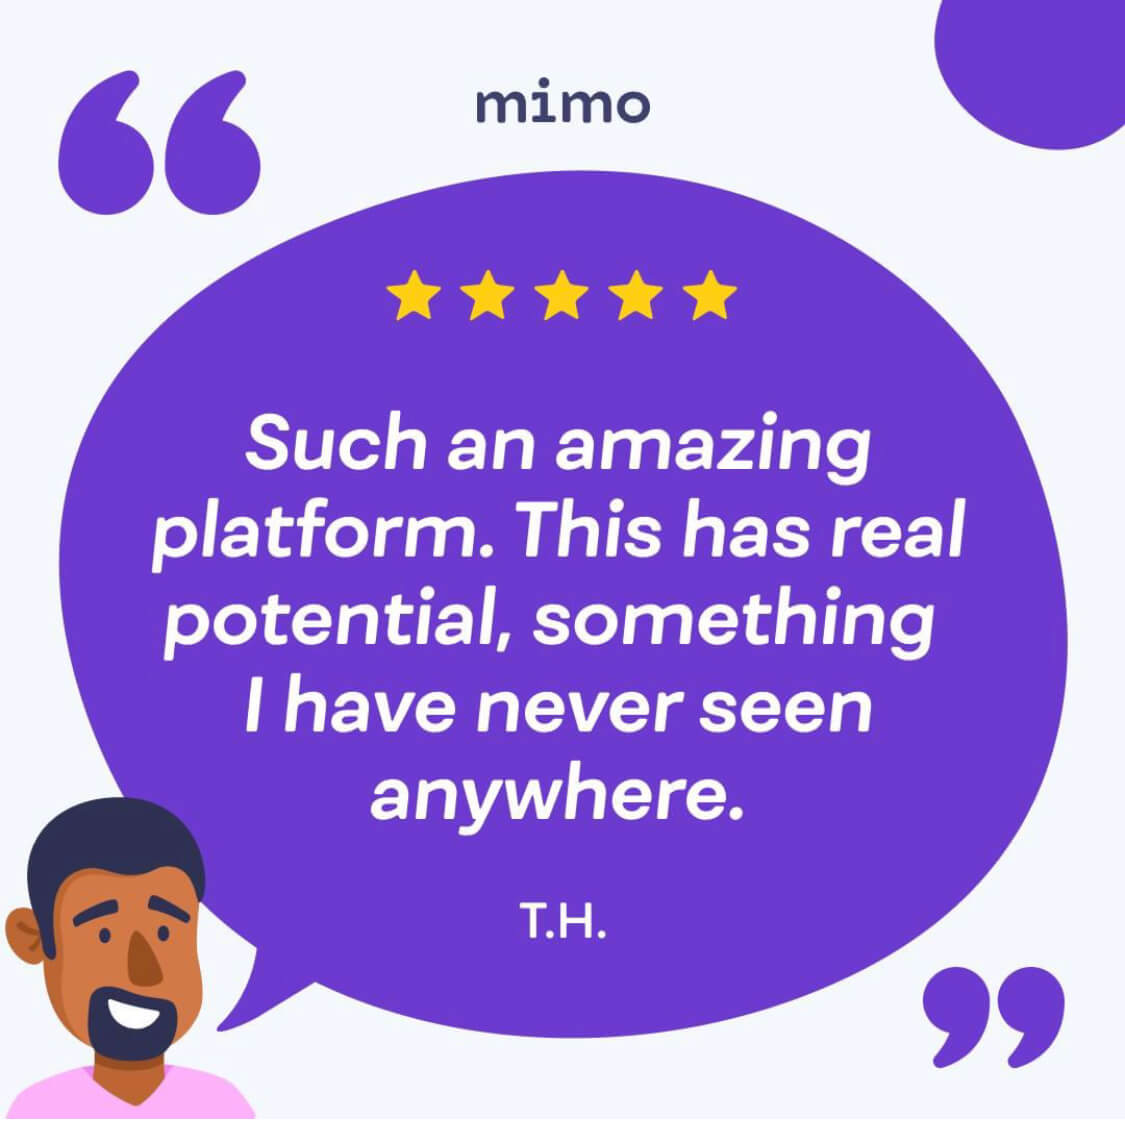 mimo
Such an amazing
platform. This has real
potential, something
I have never seen
anywhere.
T.H.